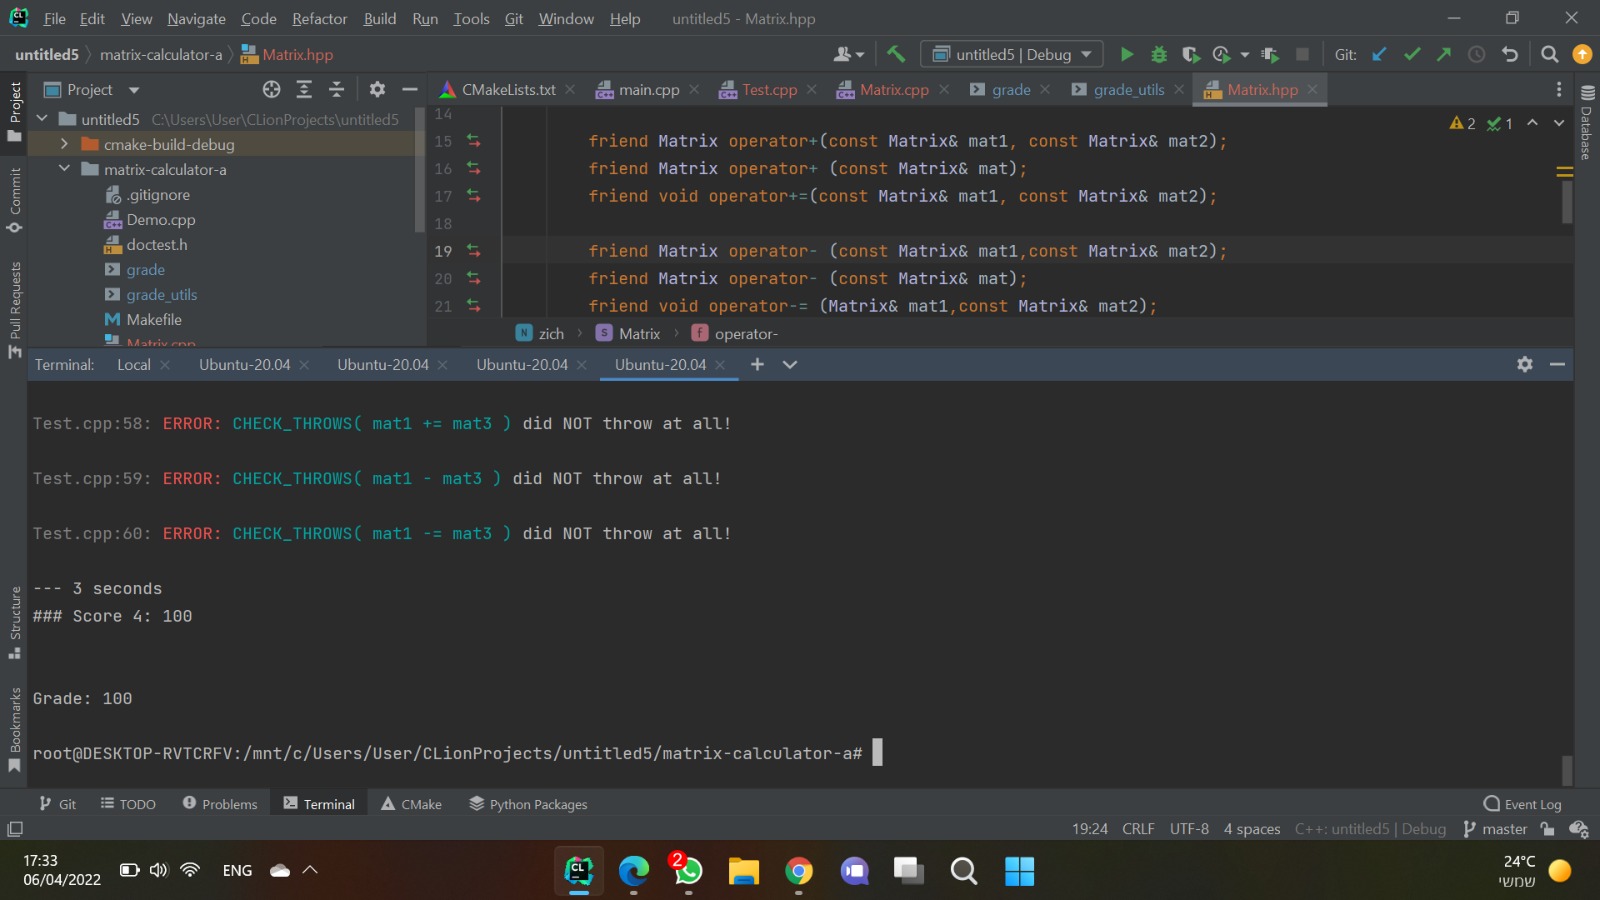 File Edit View Navigate Code Refactor Build Run Tools Git Window Help untitled5 - Matrix.hpp
untitled5 matrix-calculator-a Matrix.hpp untitled5 | Debug Git:
Project CMakeLists.txt main.cpp Test.cpp Matrix.cpp grade grade_utils Matrix.hpp
untitled5 C:\Users\User\CLionProjects\untitled5
cmake-build-debug
matrix-calculator-a
.gitignore
Demo.cpp
doctest.h
grade
grade_utils
Makefile
Matrix.cpp
14
15 friend Matrix operator+(const Matrix& mat1, const Matrix& mat2);
16 friend Matrix operator+ (const Matrix& mat);
17 friend void operator+=(const Matrix& mat1, const Matrix& mat2);
18
19 friend Matrix operator- (const Matrix& mat1,const Matrix& mat2);
20 friend Matrix operator- (const Matrix& mat);
21 friend void operator-= (Matrix& mat1,const Matrix& mat2);
2 1
N zich S Matrix f operator-
Project
Commit
Pull Requests
Structure
Bookmarks
Database
Terminal: Local Ubuntu-20.04 Ubuntu-20.04 Ubuntu-20.04 Ubuntu-20.04
Test.cpp:58: ERROR: CHECK_THROWS( mat1 += mat3 ) did NOT throw at all!
Test.cpp:59: ERROR: CHECK_THROWS( mat1 - mat3 ) did NOT throw at all!
Test.cpp:60: ERROR: CHECK_THROWS( mat1 -= mat3 ) did NOT throw at all!
--- 3 seconds
### Score 4: 100
Grade: 100
root@DESKTOP-RVTCRFV:/mnt/c/Users/User/CLionProjects/untitled5/matrix-calculator-a#
Git TODO Problems Terminal CMake Python Packages Event Log
19:24 CRLF UTF-8 4 spaces C++: untitled5 | Debug master
17:33
06/04/2022
ENG
CL
2
24°C
שמשי